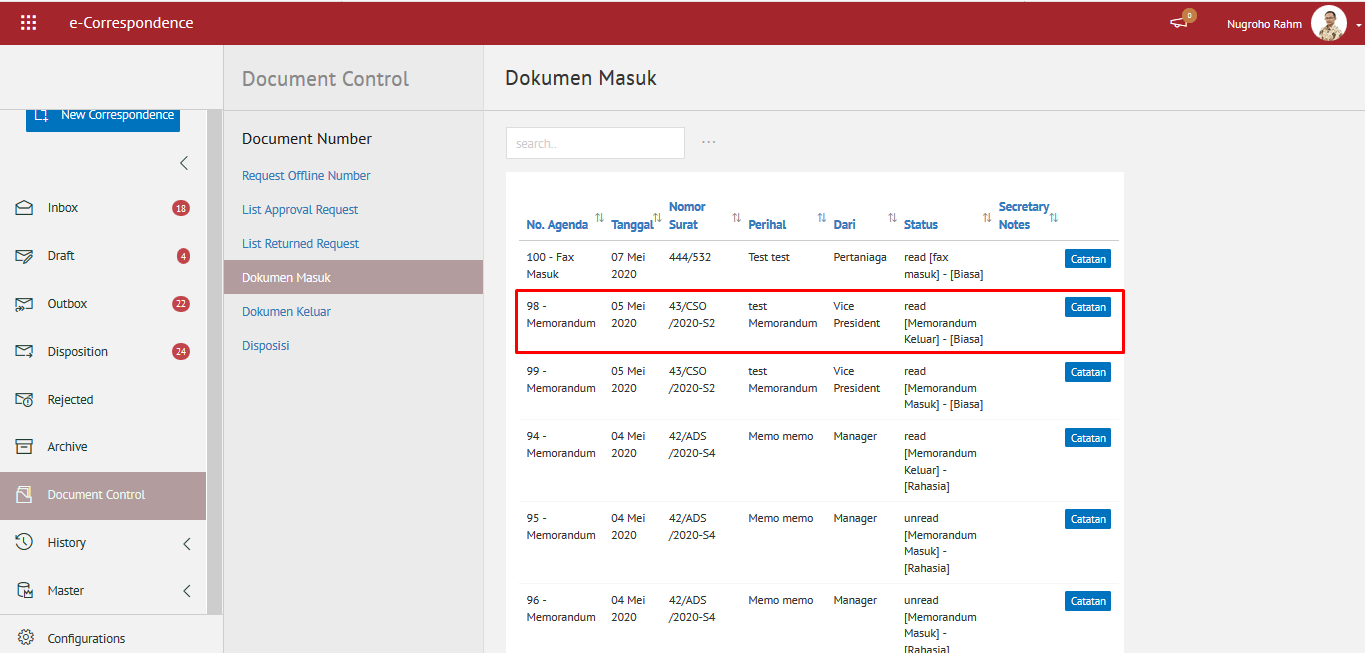 e-Correspondence
0
Nugroho Rahm
New Correspondence
Inbox 18
Draft 4
Outbox 22
Disposition 24
Rejected
Archive
Document Control
History
Master
Configurations
Document Control
Document Number
Request Offline Number
List Approval Request
List Returned Request
Dokumen Masuk
Dokumen Keluar
Disposisi
Dokumen Masuk
search..
...
Nomor Secretary
No. Agenda Tanggal Surat Perihal Dari Status Notes
100 - Fax 07 Mei 444/532 Test test Pertaniaga read [fax Catatan
Masuk 2020 masuk] - [Biasa]
98 - 05 Mei 43/CSO test Vice read Catatan
Memorandum 2020 /2020-S2 Memorandum President [Memorandum
Keluar] - [Biasa]
99 - 05 Mei 43/CSO test Vice read Catatan
Memorandum 2020 /2020-S2 Memorandum President [Memorandum
Masuk] - [Biasa]
94 - 04 Mei 42/ADS Memo memo Manager read Catatan
Memorandum 2020 /2020-S4 [Memorandum
Keluar] -
[Rahasia]
95 - 04 Mei 42/ADS Memo memo Manager unread Catatan
Memorandum 2020 /2020-S4 [Memorandum
Masuk] -
[Rahasia]
96 - 04 Mei 42/ADS Memo memo Manager unread Catatan
Memorandum 2020 /2020-S4 [Memorandum
Masuk] -
[Rahasia]